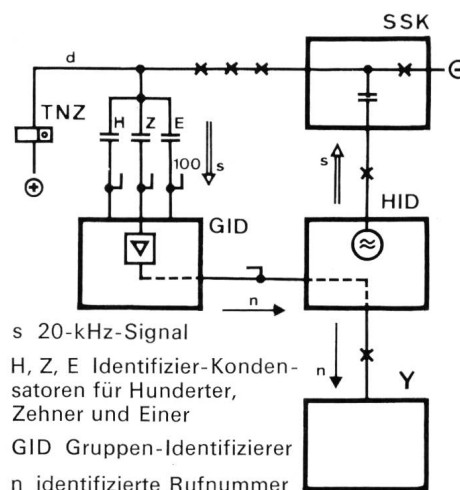 SSK
d
TNZ
H Z E
100 s
s
GID
HID
n
n
Y
s 20-kHz-Signal
H, Z, E Identifizier-Konden-
satoren für Hunderter,
Zehner und Einer
GID Gruppen-Identifizierer
n identifizierte Rufnummer